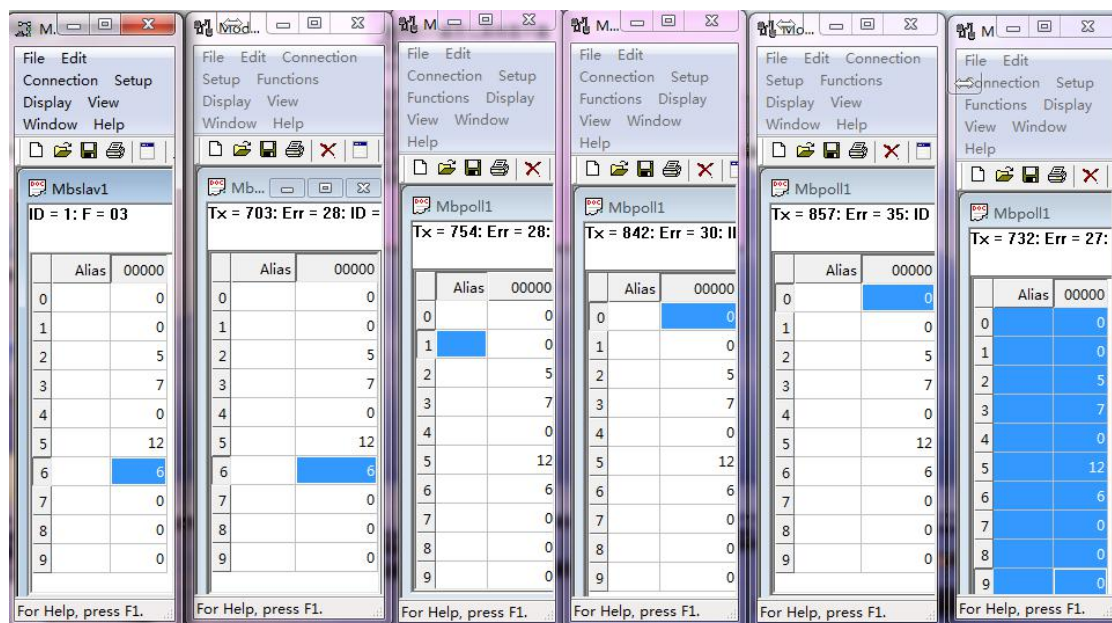 M.
File Edit
Connection Setup
Display View
Window Help
Mbslav1
ID = 1: F = 03
Alias 00000
0 0
1 0
2 5
3 7
4 0
5 12
6 6
7 0
8 0
9 0
For Help, press F1.
Mod...
File Edit Connection
Setup Functions
Display View
Window Help
Mb...
Tx = 703: Err = 28: ID =
Alias 00000
0 0
1 0
2 5
3 7
4 0
5 12
6 6
7 0
8 0
9 0
For Help, press F1.
M
File Edit
Connection Setup
Functions Display
View Window
Help
Mbpoll1
Tx = 754: Err = 28:
Alias 00000
0 0
1 0
2 5
3 7
4 0
5 12
6 6
7 0
8 0
9 0
For Help, press F1.
M...
File Edit
Connection Setup
Functions Display
View Window
Help
Mbpoll1
Tx = 842: Err = 30: II
Alias 00000
0 0
1 0
2 5
3 7
4 0
5 12
6 6
7 0
8 0
9 0
For Help, press F1.
Mo...
File Edit Connection
Setup Functions
Display View
Window Help
Mbpoll1
Tx = 857: Err = 35: ID
Alias 00000
0 0
1 0
2 5
3 7
4 0
5 12
6 6
7 0
8 0
9 0
For Help, press F1.
M
File Edit
Connection Setup
Functions Display
View Window
Help
Mbpoll1
Tx = 732: Err = 27:
Alias 00000
0 0
1 0
2 5
3 7
4 0
5 12
6 6
7 0
8 0
9 0
For Help, press F1.